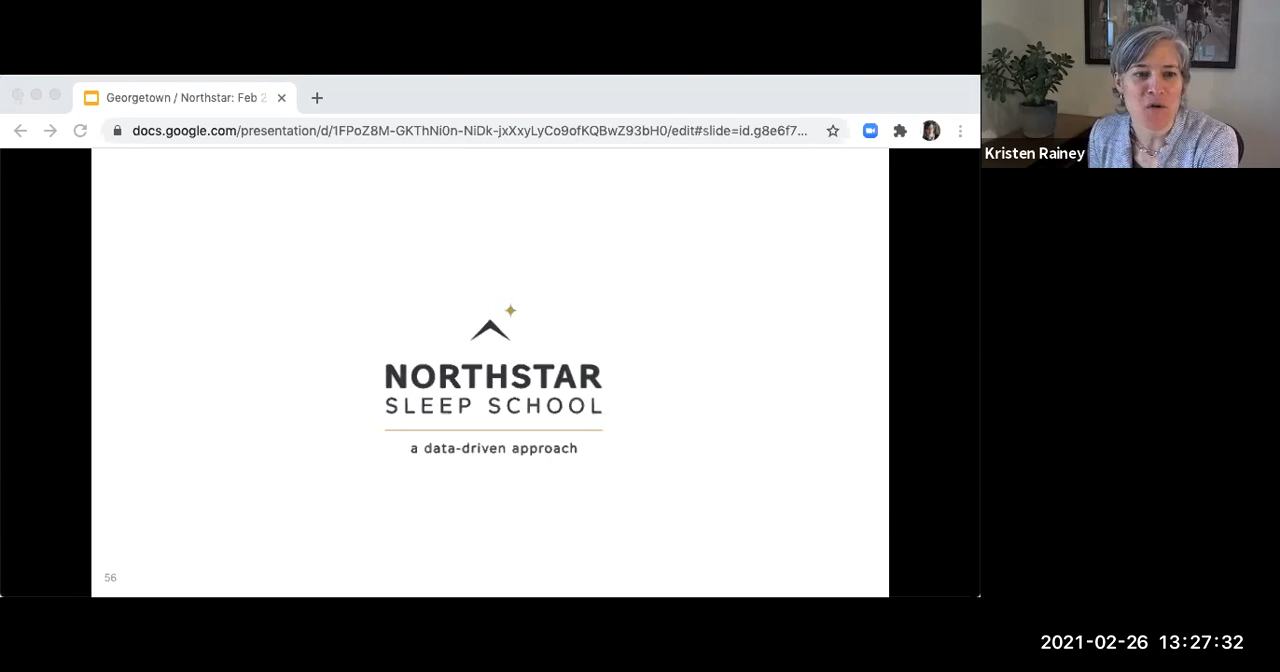 Georgetown / Northstar: Feb 2
docs.google.com/presentation/d/1FPoZ8M-GKThNi0n-NiDk-jxXxyLyCo9ofKQBwZ93bH0/edit#slide=id.g8e6f7...
Kristen Rainey
NORTHSTAR
SLEEP SCHOOL
a data-driven approach
56
2021-02-26 13:27:32